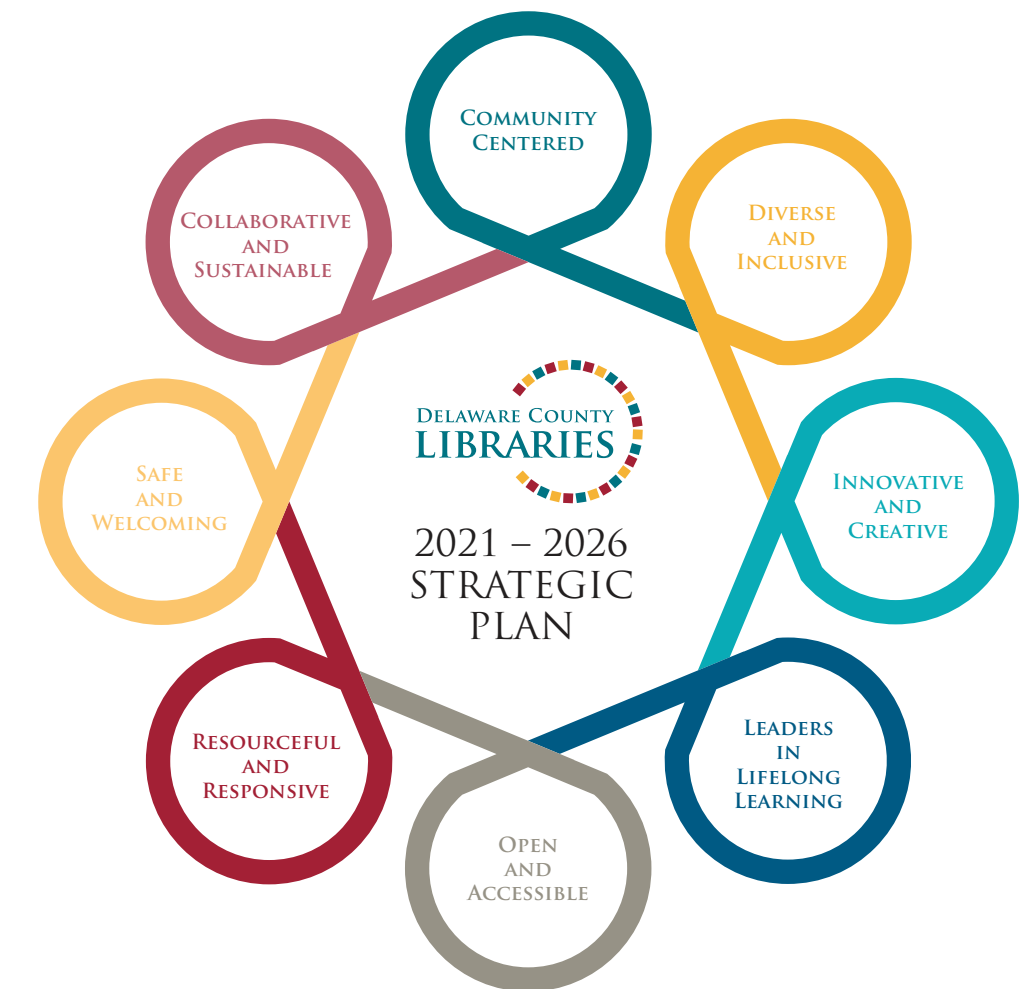 Community
Centered
Diverse
and
Inclusive
Innovative
and
Creative
Leaders
in
Lifelong
Learning
Open
and
Accessible
Resourceful
and
Responsive
Safe
and
Welcoming
Collaborative
and
Sustainable
Delaware County
LIBRARIES
2021 – 2026
STRATEGIC
PLAN